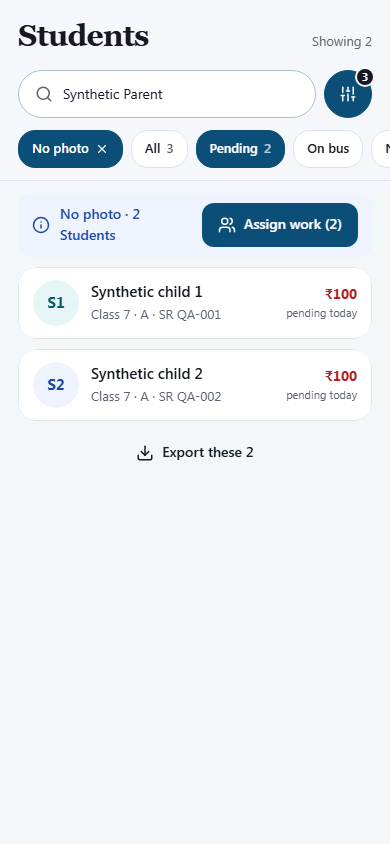 Students
Showing 2
Synthetic Parent
3
No photo
All 3
Pending 2
On bus
No photo · 2
Students
Assign work (2)
S1
Synthetic child 1
Class 7 · A · SR QA-001
₹100
pending today
S2
Synthetic child 2
Class 7 · A · SR QA-002
₹100
pending today
Export these 2